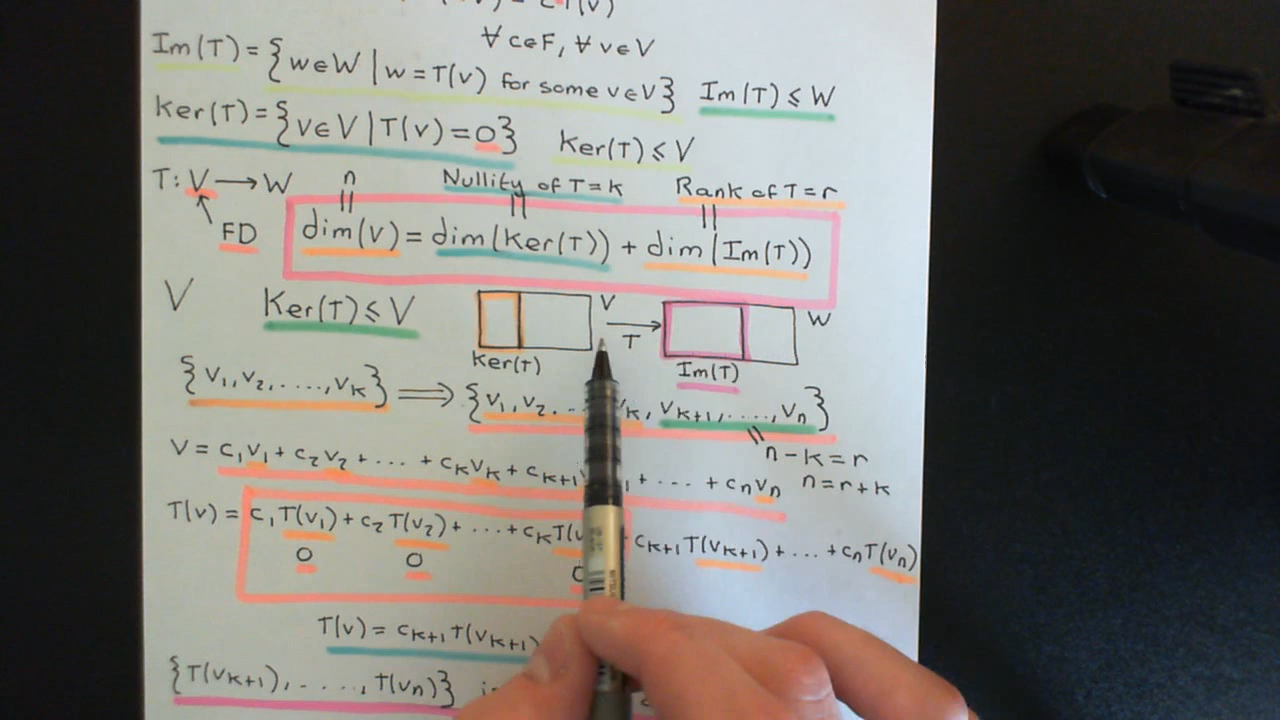 ∀ c∈F, ∀ v∈V
Im(T) = {w∈W | w = T(v) for some v∈V} Im(T) ≤ W
Ker(T) = {v∈V | T(v) = 0} Ker(T) ≤ V
T: V → W n Nullity of T = k Rank of T = r
FD dim(V) = dim(Ker(T)) + dim(Im(T))
V Ker(T) ≤ V V T W
Ker(T) Im(T)
{v₁, v₂, ...., vₖ} ⟹ {v₁, v₂, .. vₖ, vₖ₊₁, ...., vₙ}
n - k = r
V = c₁v₁ + c₂v₂ + ... + cₖvₖ + cₖ₊₁ + ... + cₙvₙ n = r + k
T(v) = c₁T(v₁) + c₂T(v₂) + ... + cₖT(v cₖ₊₁T(vₖ₊₁) + ... + cₙT(vₙ)
0 0
T(v) = cₖ₊₁T(vₖ₊₁)
{T(vₖ₊₁), ...., T(vₙ)}